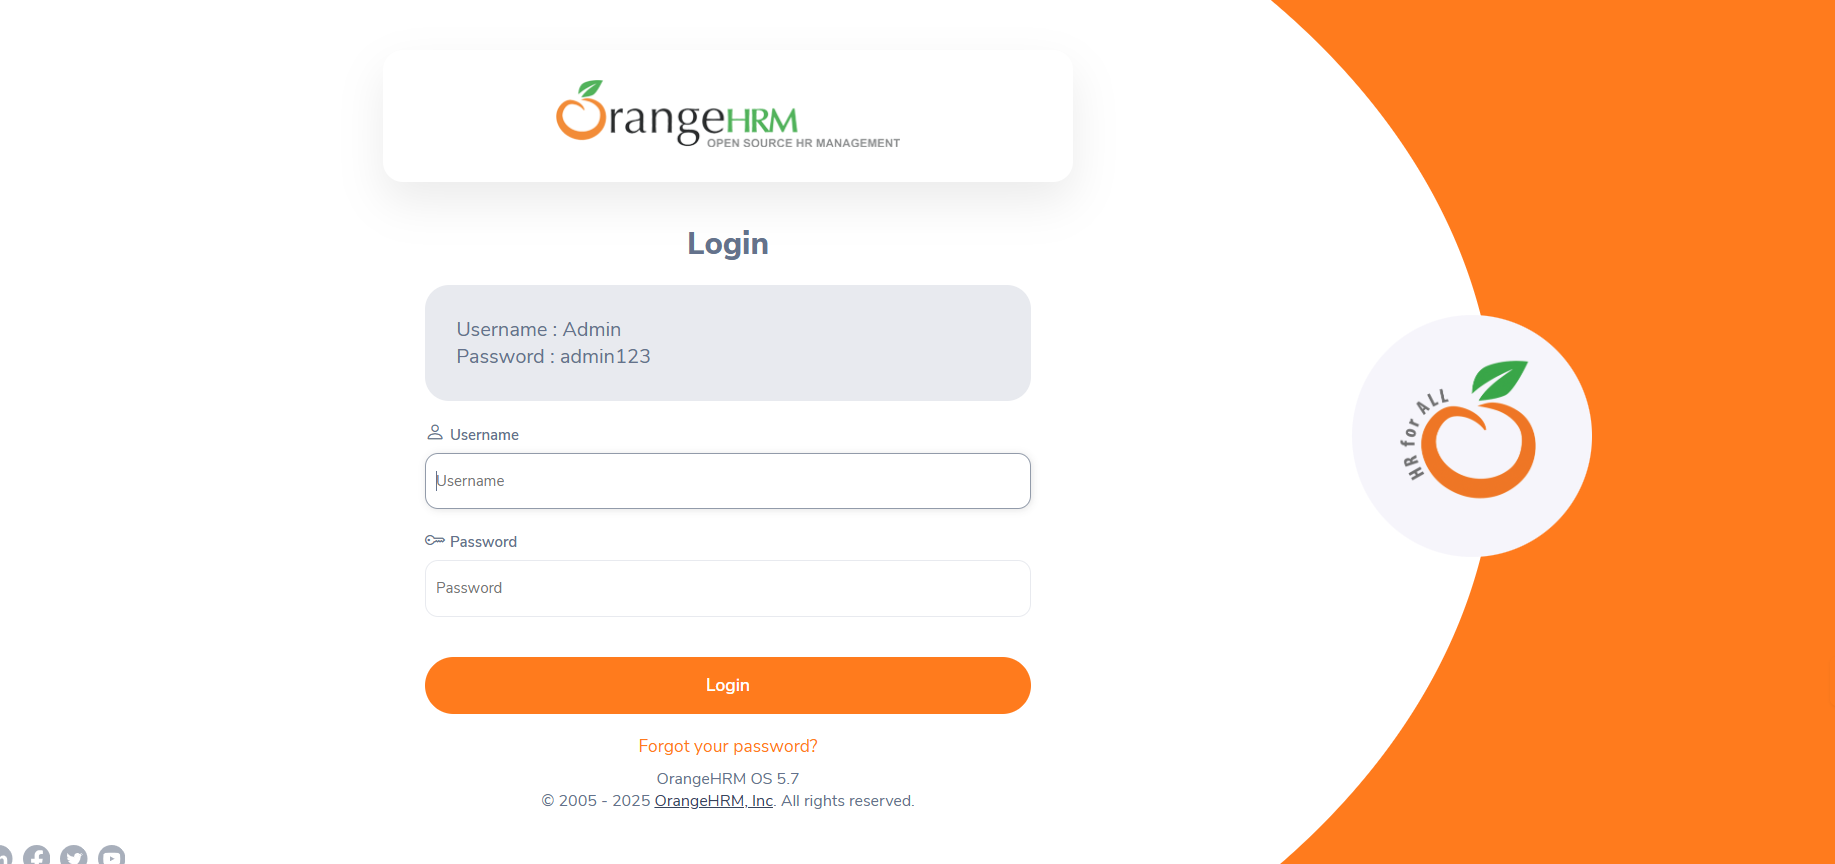 OrangeHRM
OPEN SOURCE HR MANAGEMENT
Login
Username : Admin
Password : admin123
Username
Username
Password
Password
Login
Forgot your password?
OrangeHRM OS 5.7
© 2005 - 2025 OrangeHRM, Inc. All rights reserved.
HR for ALL